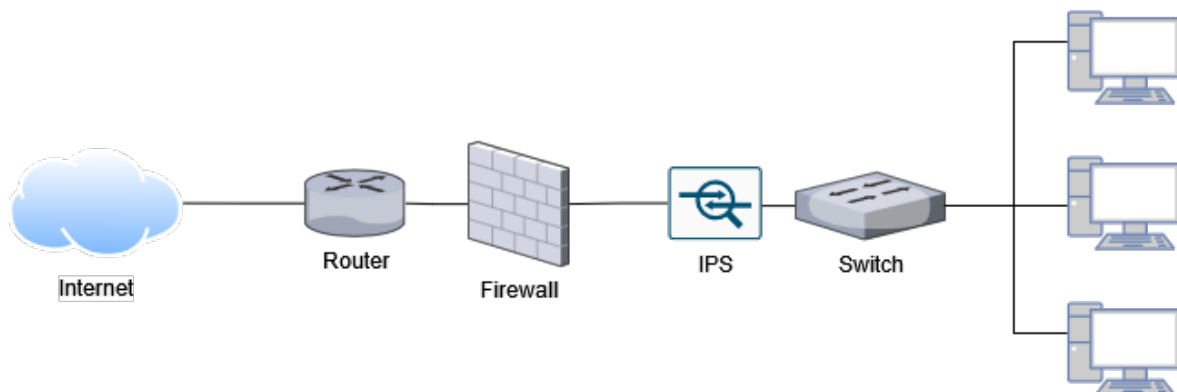 Internet
Router
Firewall
IPS
Switch